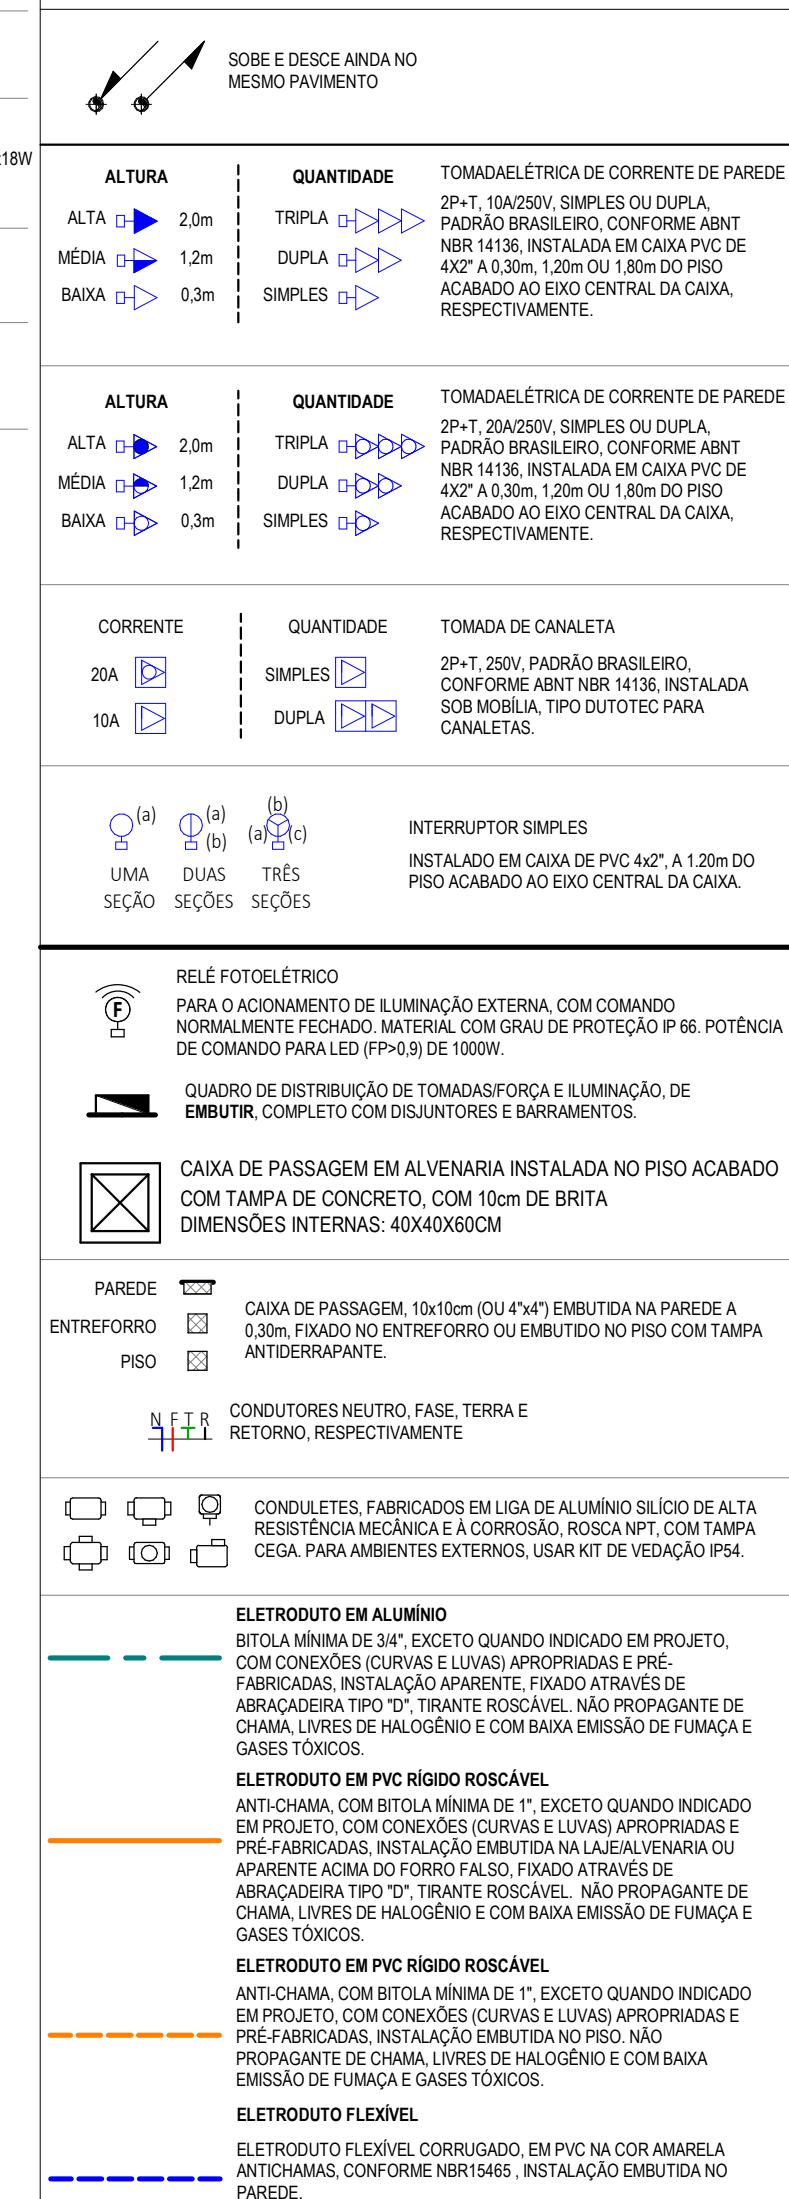 SOBE E DESCE AINDA NO
MESMO PAVIMENTO
18W
ALTURA
ALTA 2,0m
MÉDIA 1,2m
BAIXA 0,3m
QUANTIDADE
TRIPLA
DUPLA
SIMPLES
TOMADAELÉTRICA DE CORRENTE DE PAREDE
2P+T, 10A/250V, SIMPLES OU DUPLA,
PADRÃO BRASILEIRO, CONFORME ABNT
NBR 14136, INSTALADA EM CAIXA PVC DE
4X2" A 0,30m, 1,20m OU 1,80m DO PISO
ACABADO AO EIXO CENTRAL DA CAIXA,
RESPECTIVAMENTE.
ALTURA
ALTA 2,0m
MÉDIA 1,2m
BAIXA 0,3m
QUANTIDADE
TRIPLA
DUPLA
SIMPLES
TOMADAELÉTRICA DE CORRENTE DE PAREDE
2P+T, 20A/250V, SIMPLES OU DUPLA,
PADRÃO BRASILEIRO, CONFORME ABNT
NBR 14136, INSTALADA EM CAIXA PVC DE
4X2" A 0,30m, 1,20m OU 1,80m DO PISO
ACABADO AO EIXO CENTRAL DA CAIXA,
RESPECTIVAMENTE.
CORRENTE
20A
10A
QUANTIDADE
SIMPLES
DUPLA
TOMADA DE CANALETA
2P+T, 250V, PADRÃO BRASILEIRO,
CONFORME ABNT NBR 14136, INSTALADA
SOB MOBÍLIA, TIPO DUTOTEC PARA
CANALETAS.
(a)
UMA
SEÇÃO
(a)
(b)
DUAS
SEÇÕES
(b)
(a) (c)
TRÊS
SEÇÕES
INTERRUPTOR SIMPLES
INSTALADO EM CAIXA DE PVC 4x2", A 1.20m DO
PISO ACABADO AO EIXO CENTRAL DA CAIXA.
F
RELÉ FOTOELÉTRICO
PARA O ACIONAMENTO DE ILUMINAÇÃO EXTERNA, COM COMANDO
NORMALMENTE FECHADO. MATERIAL COM GRAU DE PROTEÇÃO IP 66. POTÊNCIA
DE COMANDO PARA LED (FP>0,9) DE 1000W.
QUADRO DE DISTRIBUIÇÃO DE TOMADAS/FORÇA E ILUMINAÇÃO, DE
EMBUTIR, COMPLETO COM DISJUNTORES E BARRAMENTOS.
CAIXA DE PASSAGEM EM ALVENARIA INSTALADA NO PISO ACABADO
COM TAMPA DE CONCRETO, COM 10cm DE BRITA
DIMENSÕES INTERNAS: 40X40X60CM
PAREDE
ENTREFORRO
PISO
CAIXA DE PASSAGEM, 10x10cm (OU 4"x4") EMBUTIDA NA PAREDE A
0,30m, FIXADO NO ENTREFORRO OU EMBUTIDO NO PISO COM TAMPA
ANTIDERRAPANTE.
N F T R
CONDUTORES NEUTRO, FASE, TERRA E
RETORNO, RESPECTIVAMENTE
CONDULETES, FABRICADOS EM LIGA DE ALUMÍNIO SILÍCIO DE ALTA
RESISTÊNCIA MECÂNICA E À CORROSÃO, ROSCA NPT, COM TAMPA
CEGA. PARA AMBIENTES EXTERNOS, USAR KIT DE VEDAÇÃO IP54.
ELETRODUTO EM ALUMÍNIO
BITOLA MÍNIMA DE 3/4", EXCETO QUANDO INDICADO EM PROJETO,
COM CONEXÕES (CURVAS E LUVAS) APROPRIADAS E PRÉ-
FABRICADAS, INSTALAÇÃO APARENTE, FIXADO ATRAVÉS DE
ABRAÇADEIRA TIPO "D", TIRANTE ROSCÁVEL. NÃO PROPAGANTE DE
CHAMA, LIVRES DE HALOGÊNIO E COM BAIXA EMISSÃO DE FUMAÇA E
GASES TÓXICOS.
ELETRODUTO EM PVC RÍGIDO ROSCÁVEL
ANTI-CHAMA, COM BITOLA MÍNIMA DE 1", EXCETO QUANDO INDICADO
EM PROJETO, COM CONEXÕES (CURVAS E LUVAS) APROPRIADAS E
PRÉ-FABRICADAS, INSTALAÇÃO EMBUTIDA NA LAJE/ALVENARIA OU
APARENTE ACIMA DO FORRO FALSO, FIXADO ATRAVÉS DE
ABRAÇADEIRA TIPO "D", TIRANTE ROSCÁVEL. NÃO PROPAGANTE DE
CHAMA, LIVRES DE HALOGÊNIO E COM BAIXA EMISSÃO DE FUMAÇA E
GASES TÓXICOS.
ELETRODUTO EM PVC RÍGIDO ROSCÁVEL
ANTI-CHAMA, COM BITOLA MÍNIMA DE 1", EXCETO QUANDO INDICADO
EM PROJETO, COM CONEXÕES (CURVAS E LUVAS) APROPRIADAS E
PRÉ-FABRICADAS, INSTALAÇÃO EMBUTIDA NO PISO. NÃO
PROPAGANTE DE CHAMA, LIVRES DE HALOGÊNIO E COM BAIXA
EMISSÃO DE FUMAÇA E GASES TÓXICOS.
ELETRODUTO FLEXÍVEL
ELETRODUTO FLEXÍVEL CORRUGADO, EM PVC NA COR AMARELA
ANTICHAMAS, CONFORME NBR15465 , INSTALAÇÃO EMBUTIDA NO
PAREDE.